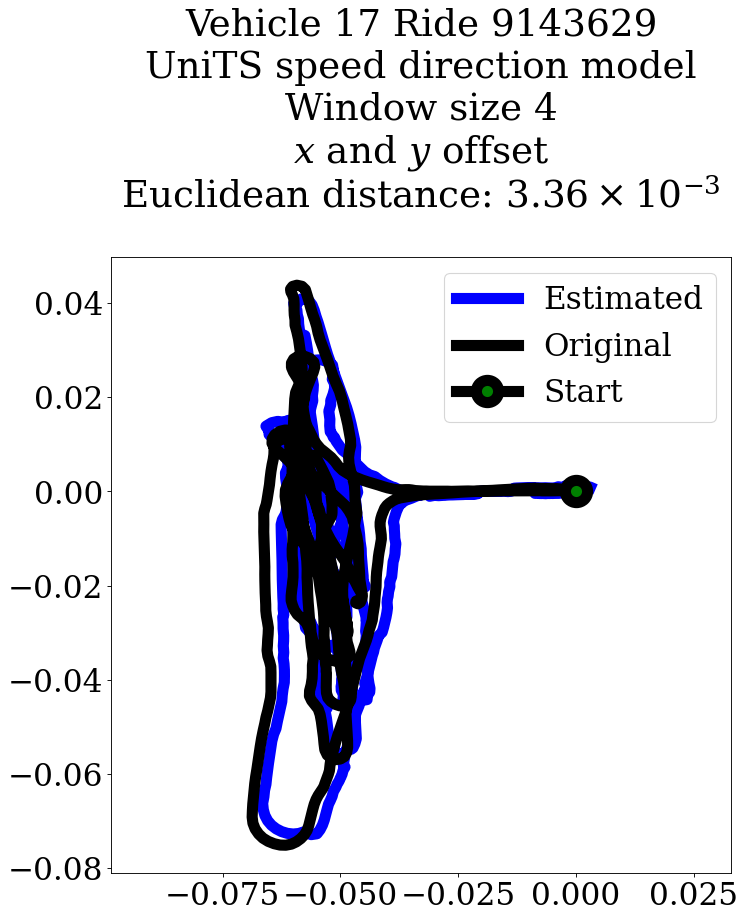 Vehicle 17 Ride 9143629
UniTS speed direction model
Window size 4
x and y offset
Euclidean distance: 3.36 × 10⁻³
Estimated
Original
Start
0.04
0.02
0.00
−0.02
−0.04
−0.06
−0.08
−0.075 −0.050 −0.025 0.000 0.025